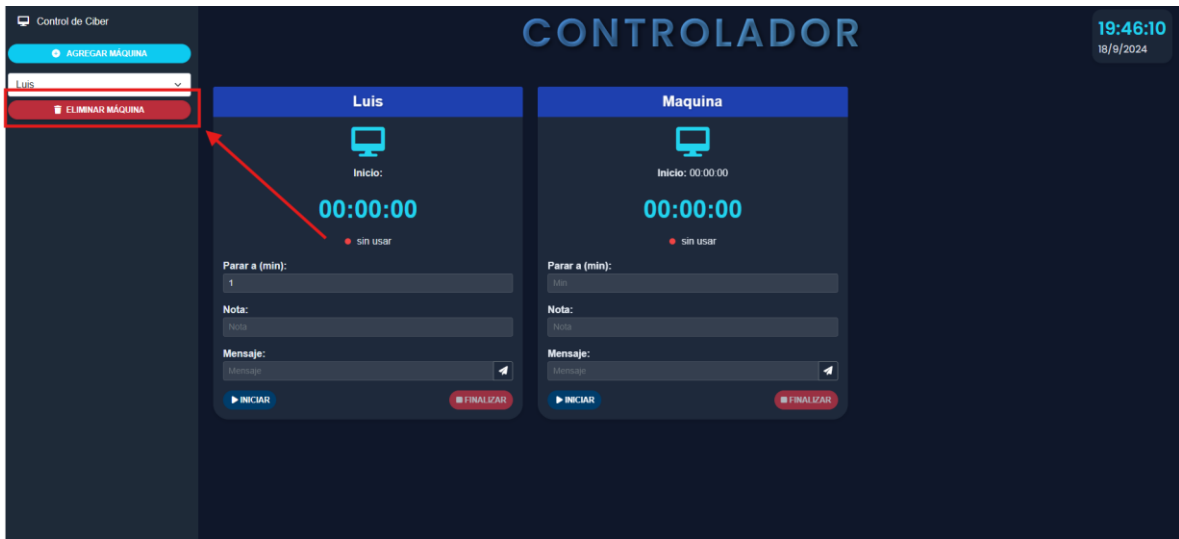 Control de Ciber
AGREGAR MÁQUINA
Luis
ELIMINAR MÁQUINA
CONTROLADOR
19:46:10
18/9/2024
Luis
Inicio:
00:00:00
sin usar
Parar a (min):
1
Nota:
Nota
Mensaje:
Mensaje
INICIAR
FINALIZAR
Maquina
Inicio: 00:00:00
00:00:00
sin usar
Parar a (min):
Min
Nota:
Nota
Mensaje:
Mensaje
INICIAR
FINALIZAR